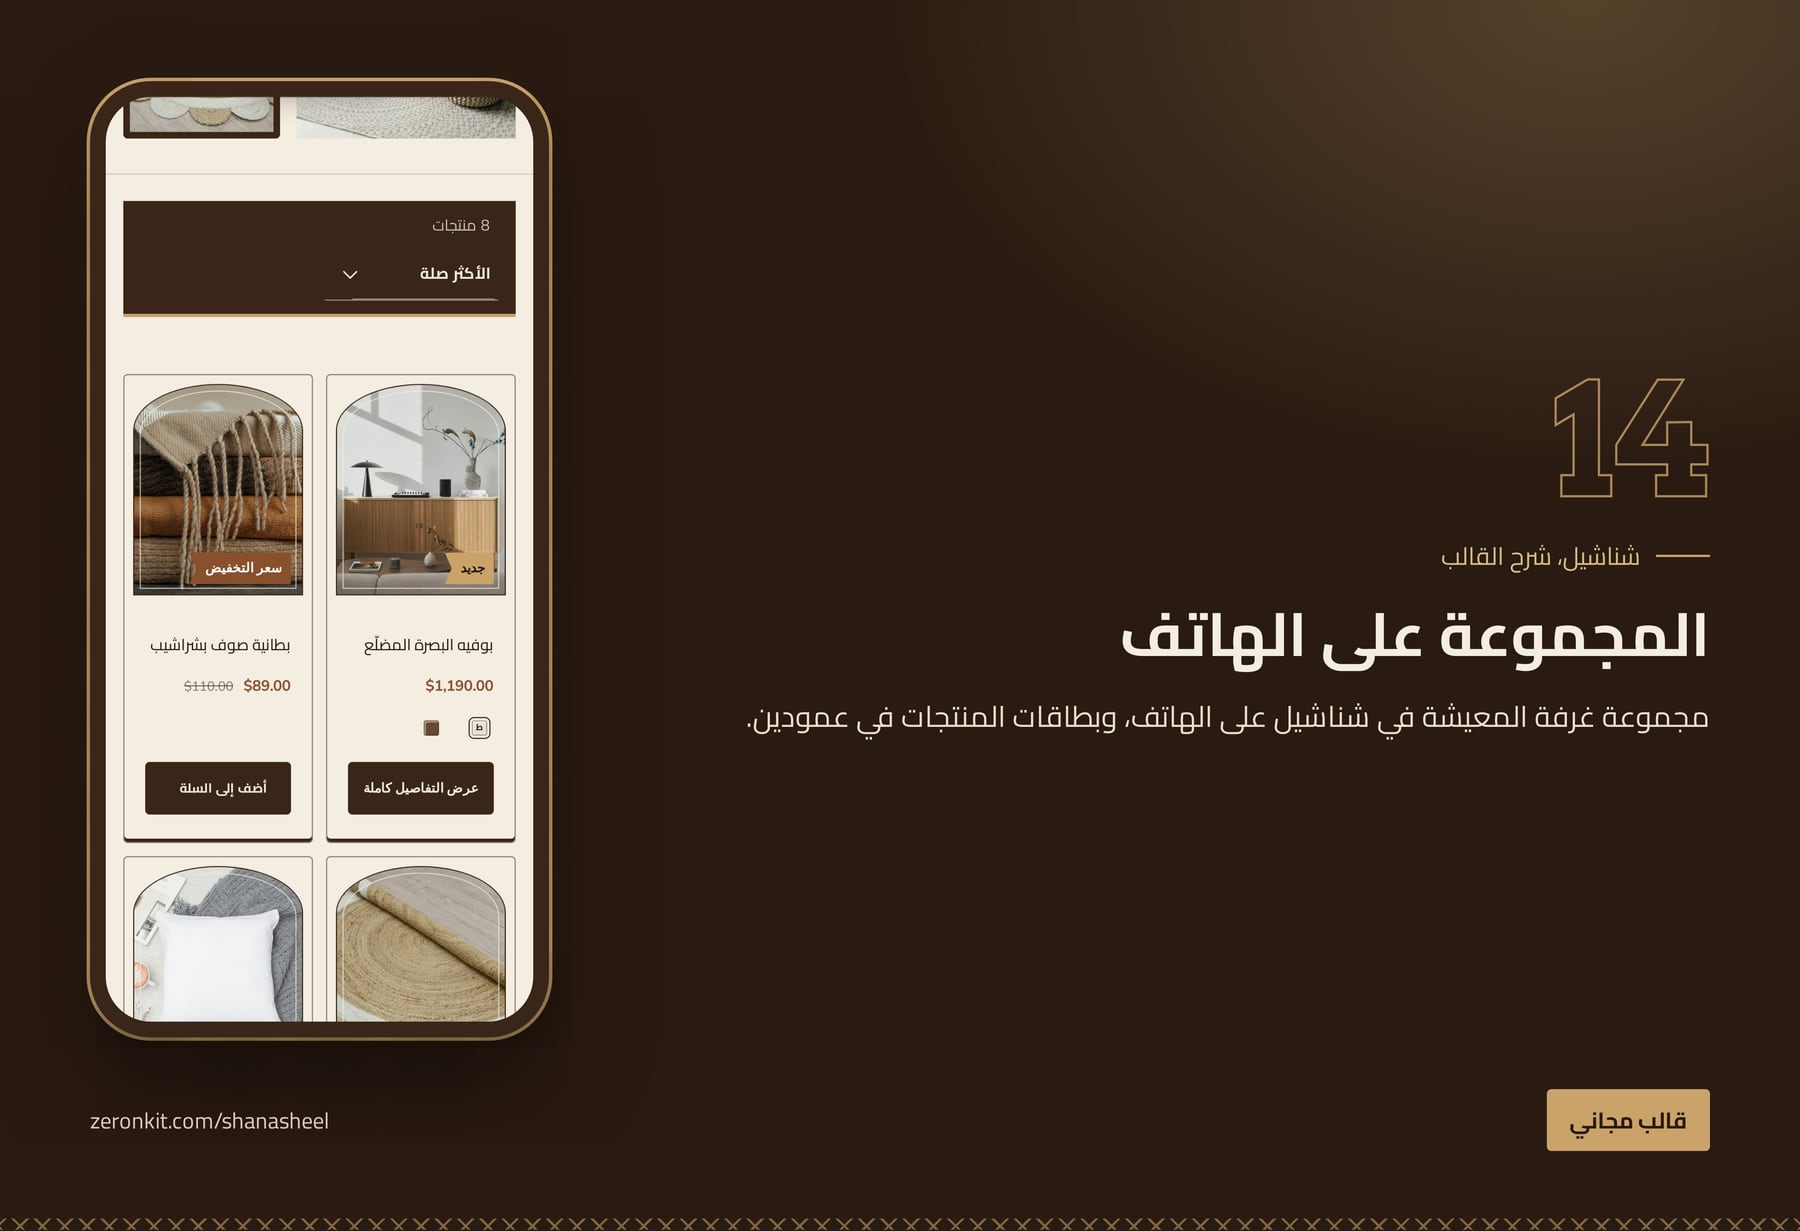 14
شناشيل، شرح القالب
المجموعة على الهاتف
مجموعة غرفة المعيشة في شناشيل على الهاتف، وبطاقات المنتجات في عمودين.
8 منتجات
الأكثر صلة
جديد
بوفيه البصرة المضلّع
$1,190.00
ط
عرض التفاصيل كاملة
سعر التخفيض
بطانية صوف بشراشيب
$89.00 $110.00
أضف إلى السلة
قالب مجاني
zeronkit.com/shanasheel